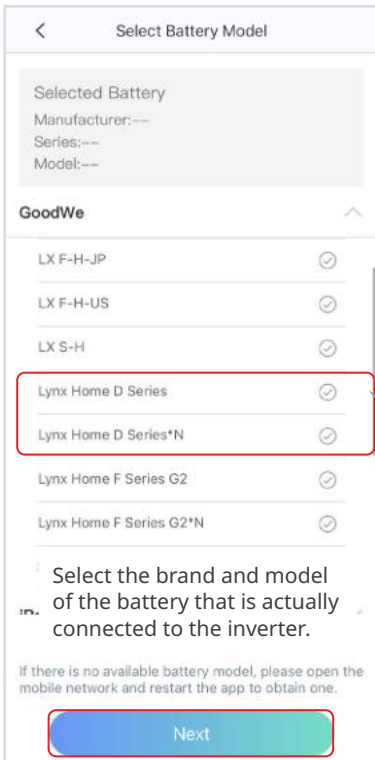 Select Battery Model
Selected Battery
Manufacturer:--
Series:--
Model:--
GoodWe
LX F-H-JP
LX F-H-US
LX S-H
Lynx Home D Series
Lynx Home D Series*N
Lynx Home F Series G2
Lynx Home F Series G2*N
Select the brand and model
of the battery that is actually
connected to the inverter.
If there is no available battery model, please open the
mobile network and restart the app to obtain one.
Next